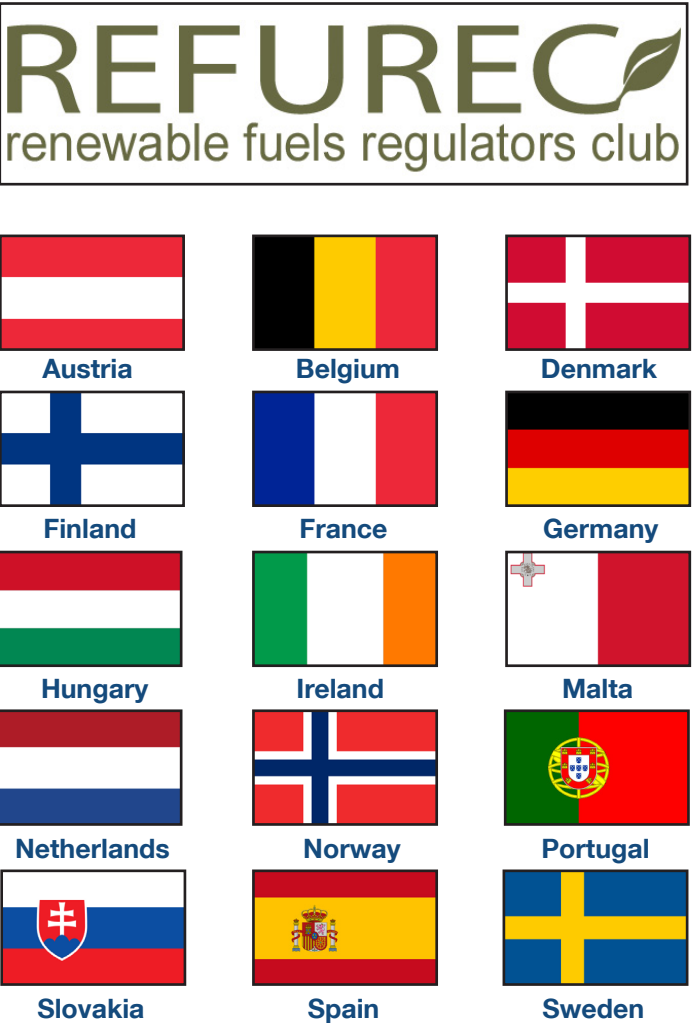 REFUREC
renewable fuels regulators club
Austria Belgium Denmark
Finland France Germany
Hungary Ireland Malta
Netherlands Norway Portugal
Slovakia Spain Sweden